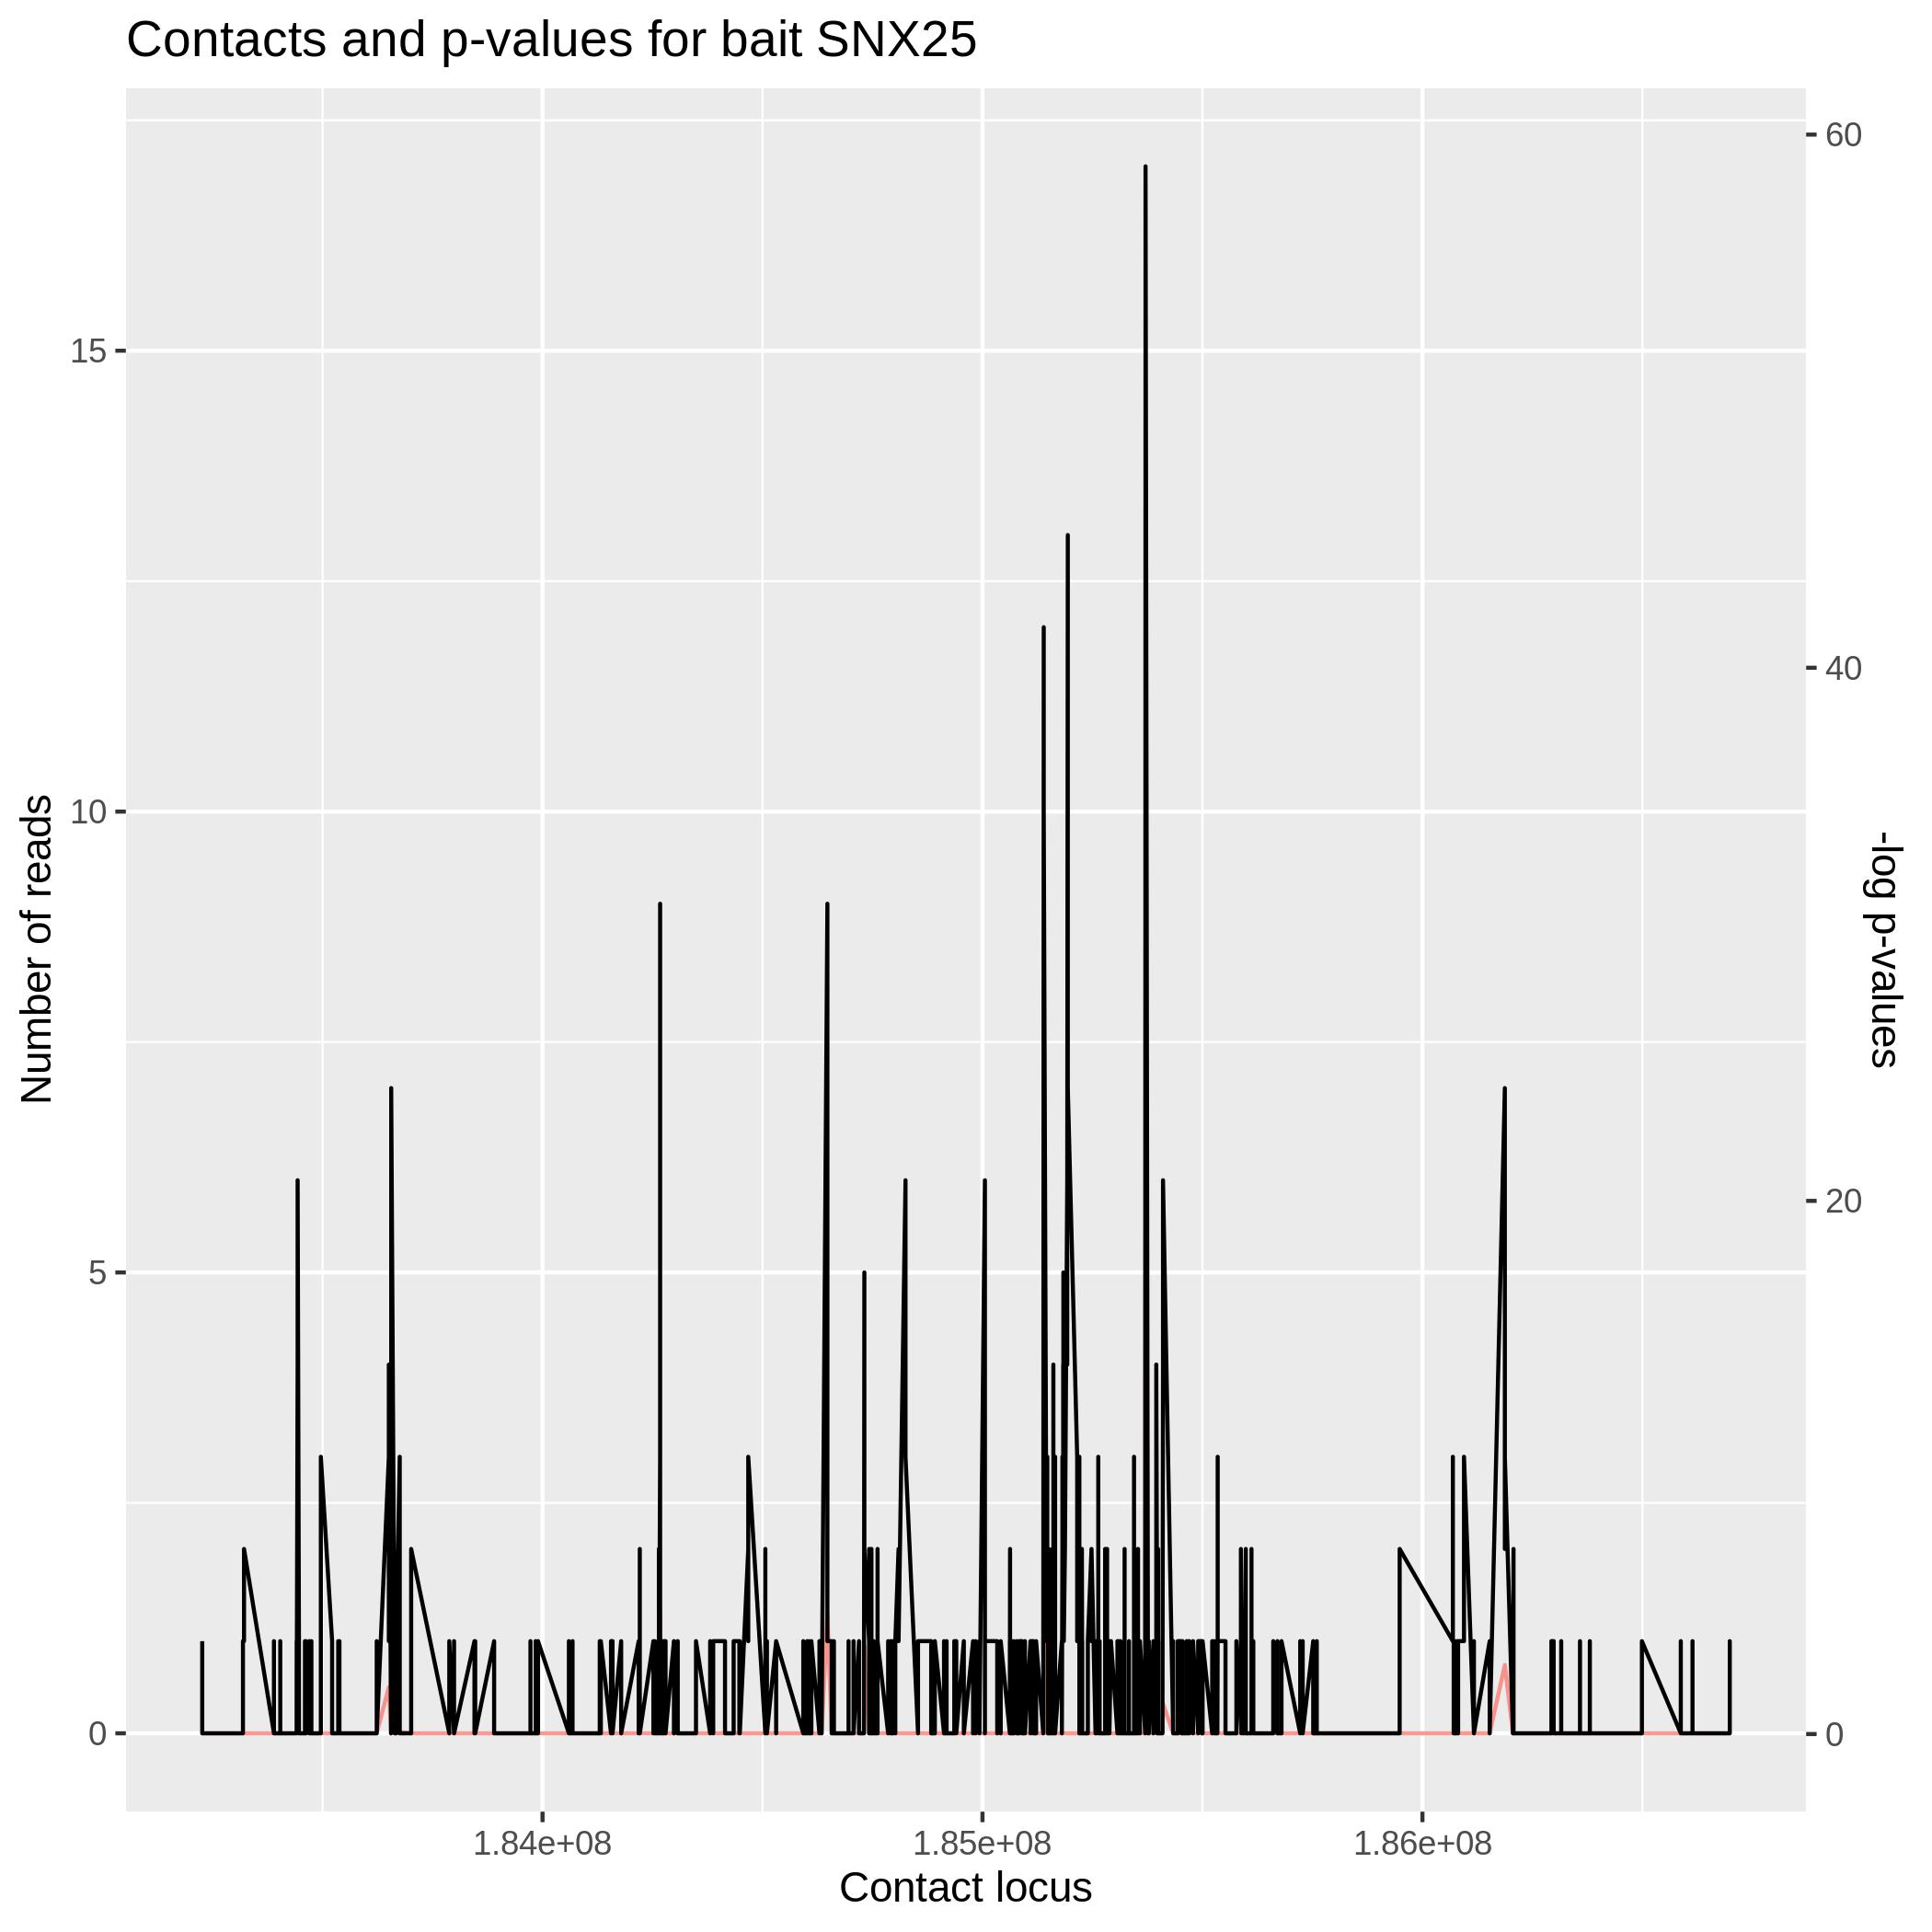 Contacts and p-values for bait SNX25
Number of reads
15
10
5
0
60
40
20
0
-log p-values
1.84e+08
1.85e+08
1.86e+08
Contact locus